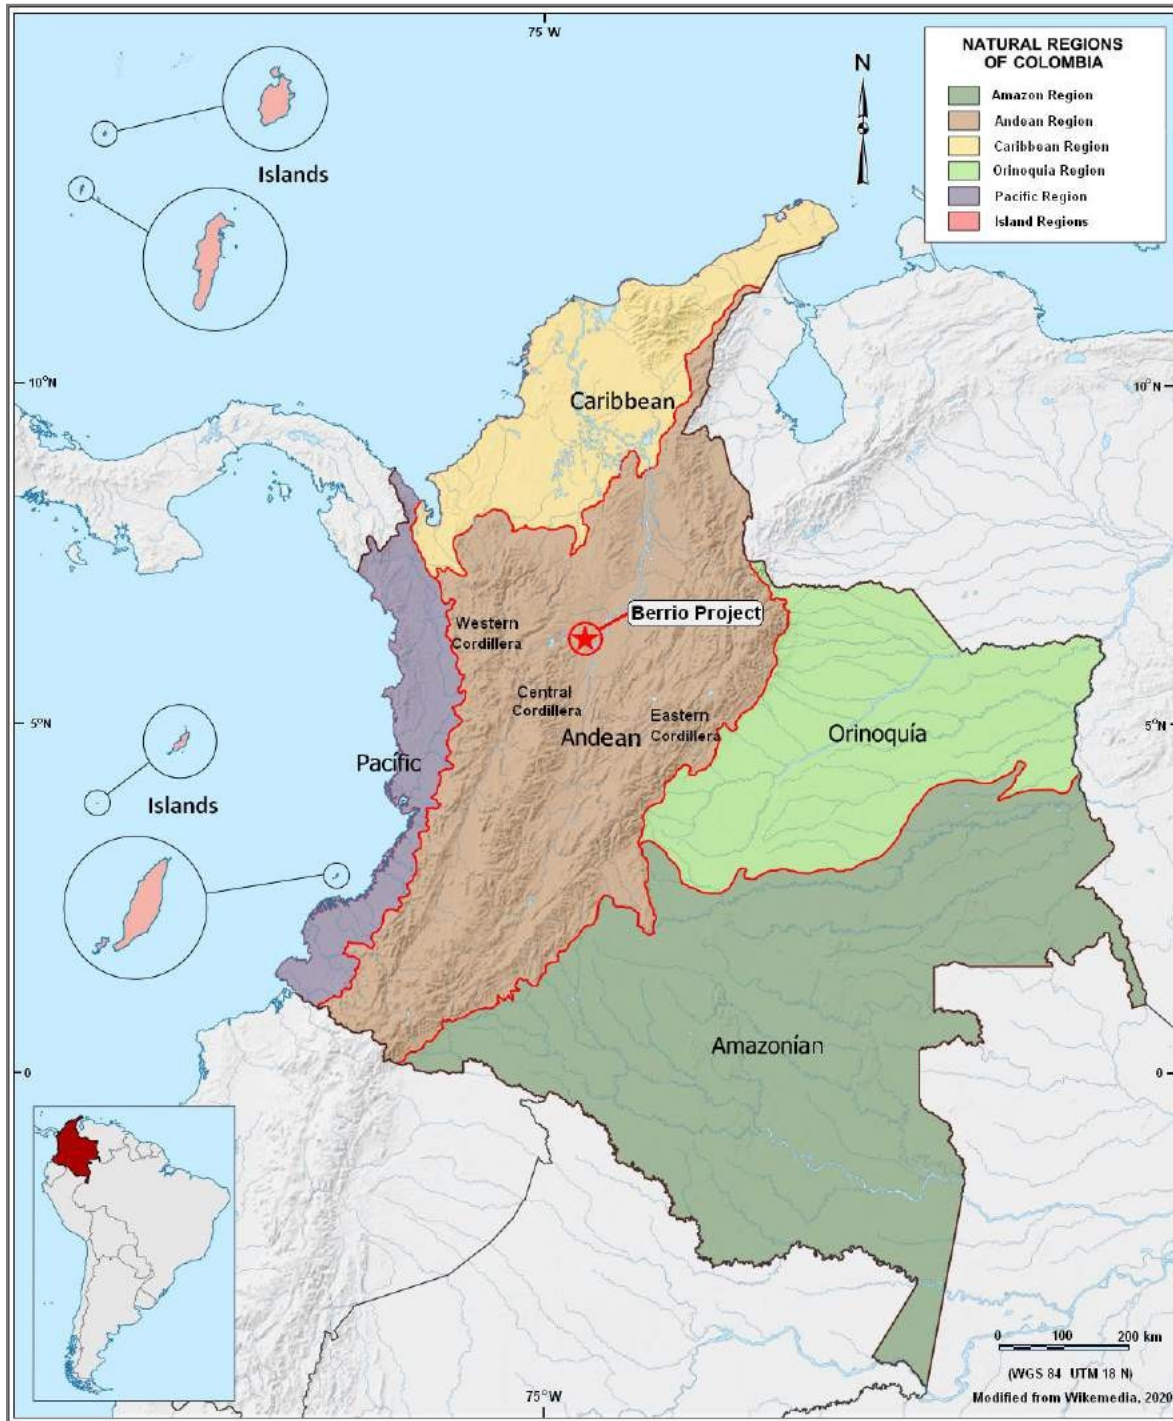 75 W
NATURAL REGIONS
OF COLOMBIA
Amazon Region
Andean Region
Caribbean Region
Orinoquia Region
Pacific Region
Island Regions
N
Islands
10°N
10°N
Caribbean
Berrio Project
Western
Cordillera
Central
Cordillera
Eastern
Cordillera
Andean
5°N
5°N
Orinoquía
Pacífic
Islands
Amazonían
0
0
0 100 200 km
(WGS 84 UTM 18 N)
Modified from Wikemedia, 2020
75°W